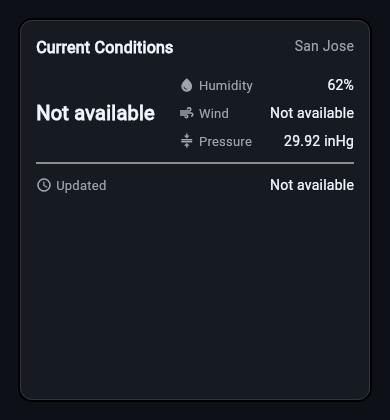 Current Conditions San Jose
Humidity 62%
Not available Wind Not available
Pressure 29.92 inHg
Updated Not available